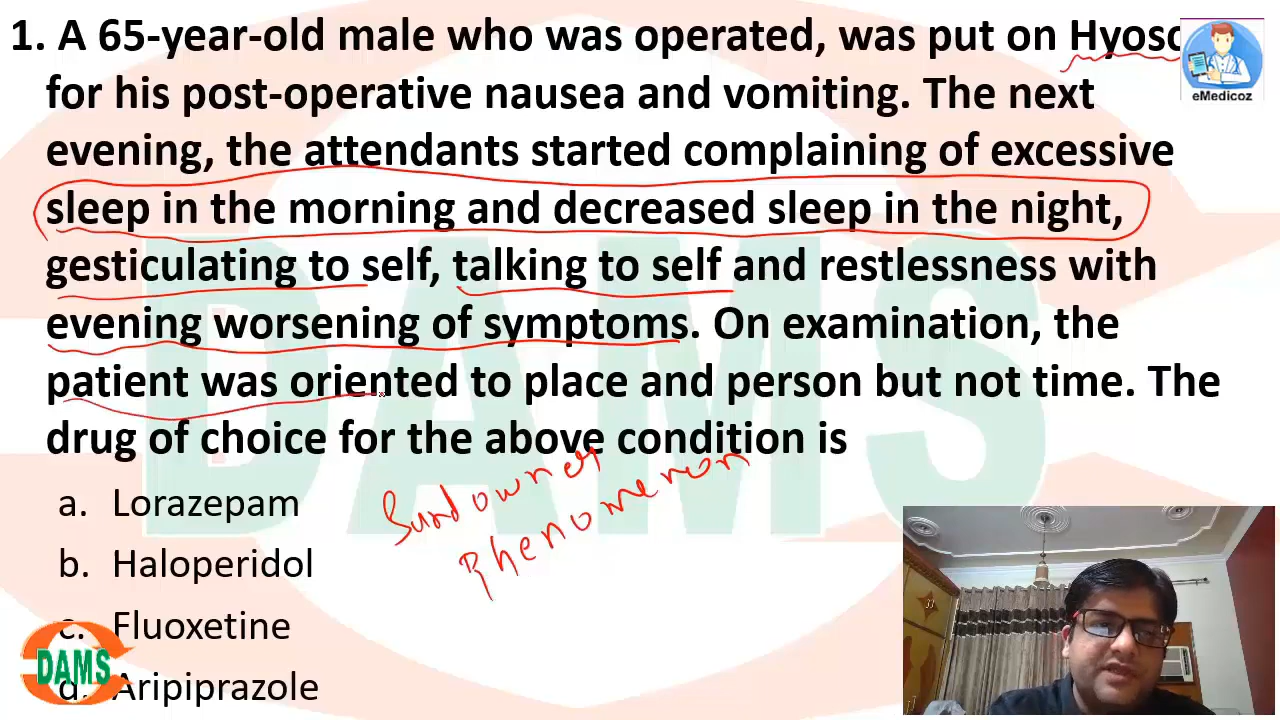 1. A 65-year-old male who was operated, was put on Hyosc
eMedicoz
for his post-operative nausea and vomiting. The next
evening, the attendants started complaining of excessive
sleep in the morning and decreased sleep in the night,
gesticulating to self, talking to self and restlessness with
evening worsening of symptoms. On examination, the
patient was oriented to place and person but not time. The
drug of choice for the above condition is
Sundowner
Phenomenon
a. Lorazepam
b. Haloperidol
c. Fluoxetine
d. Aripiprazole
DAMS
DAMS